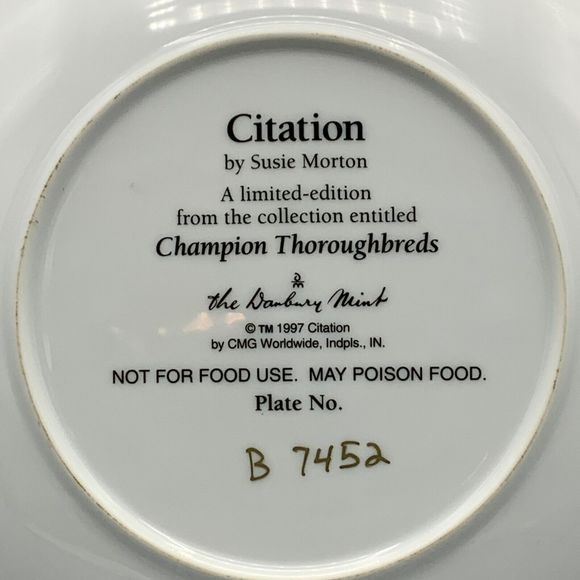 Citation
by Susie Morton
A limited-edition
from the collection entitled
Champion Thoroughbreds
DM
the Danbury Mint
© TM 1997 Citation
by CMG Worldwide, Indpls., IN.
NOT FOR FOOD USE. MAY POISON FOOD.
Plate No.
B 7452